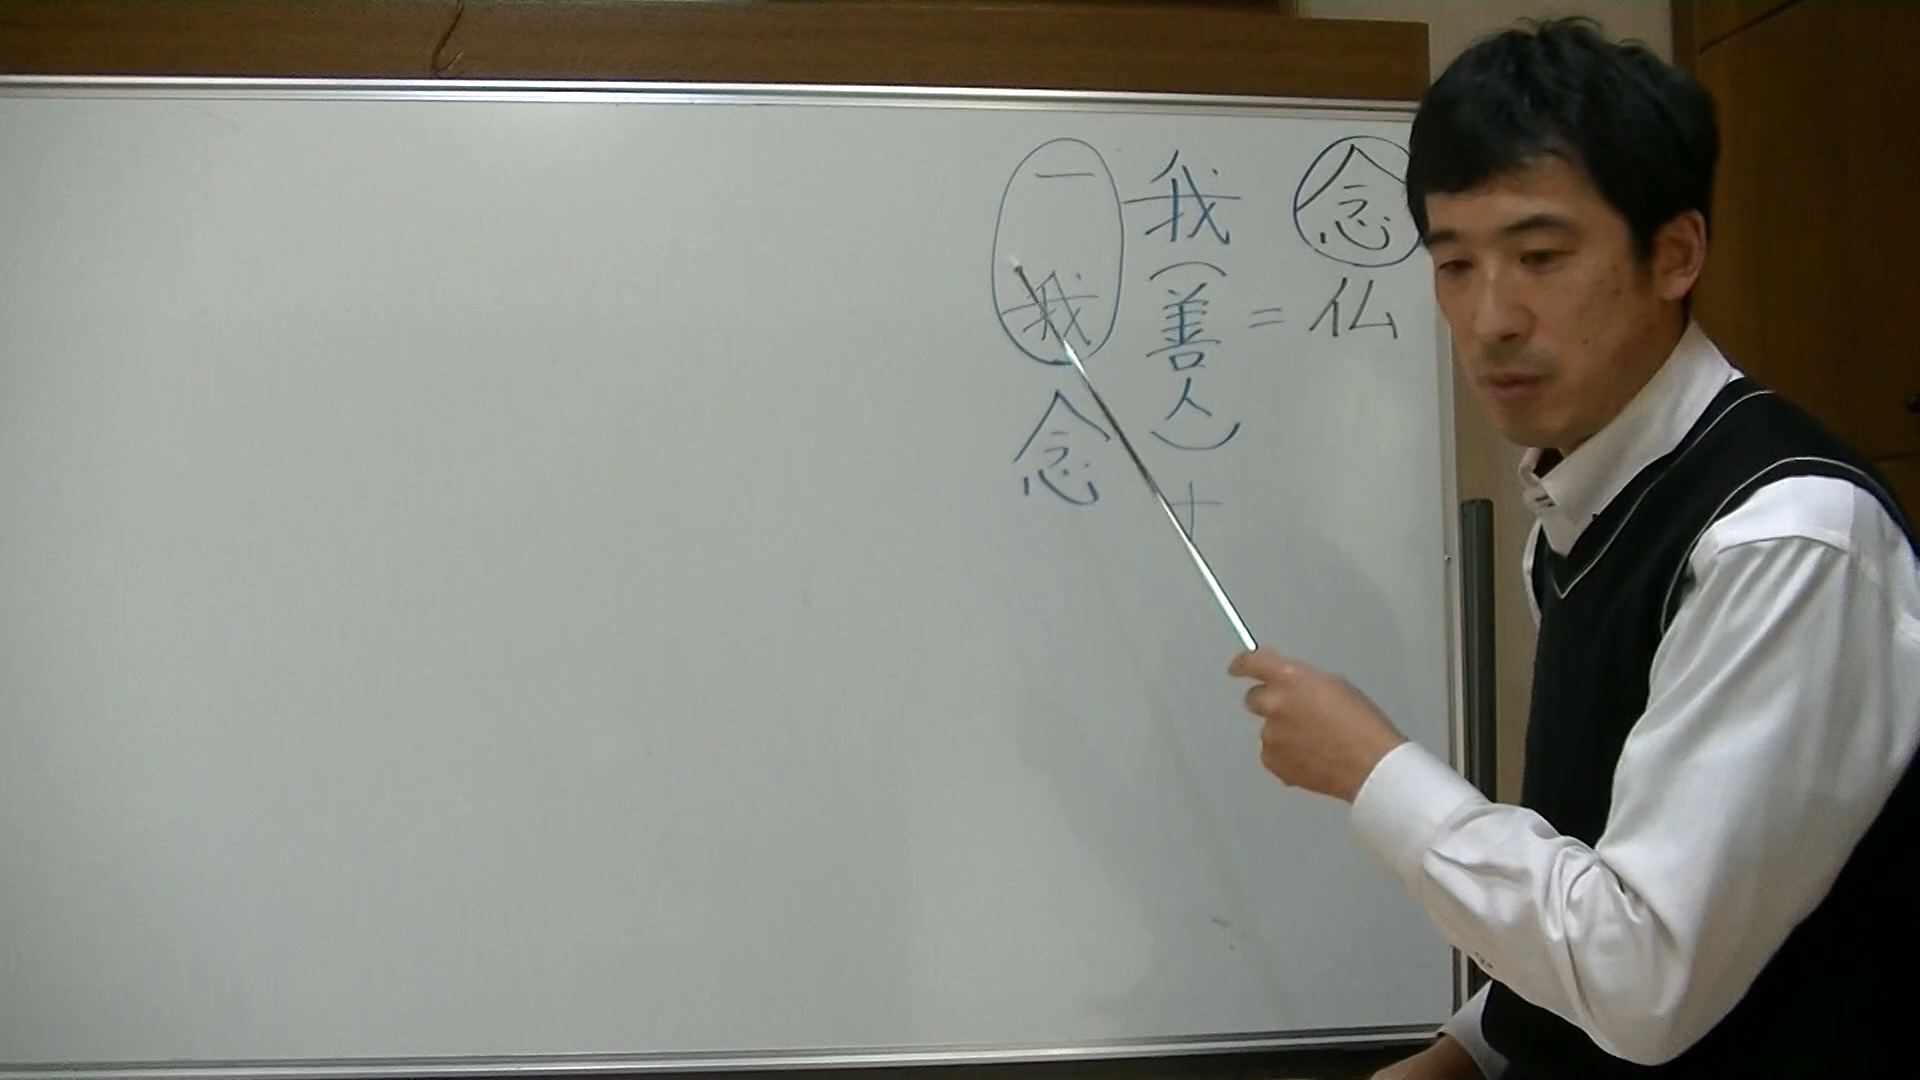 念仏
=
我(善人)+
一我念